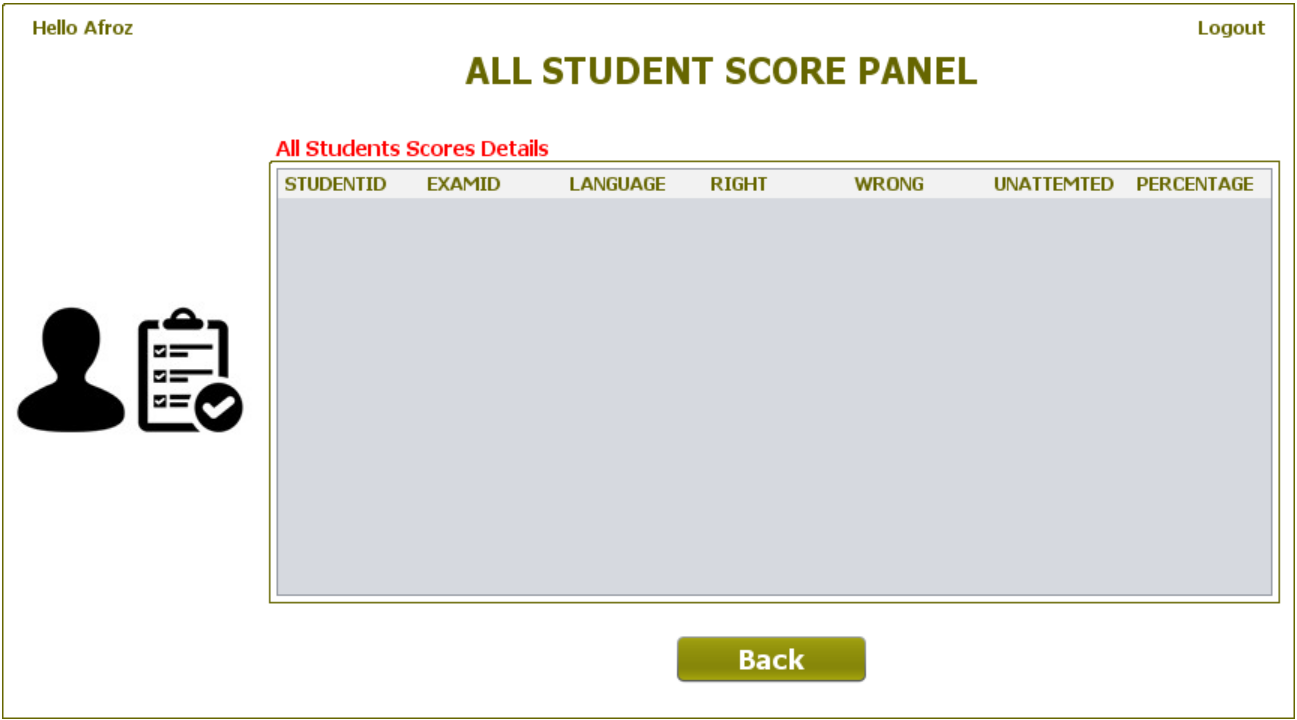 Hello Afroz Logout
ALL STUDENT SCORE PANEL
All Students Scores Details
STUDENTID EXAMID LANGUAGE RIGHT WRONG UNATTEMTED PERCENTAGE
Back